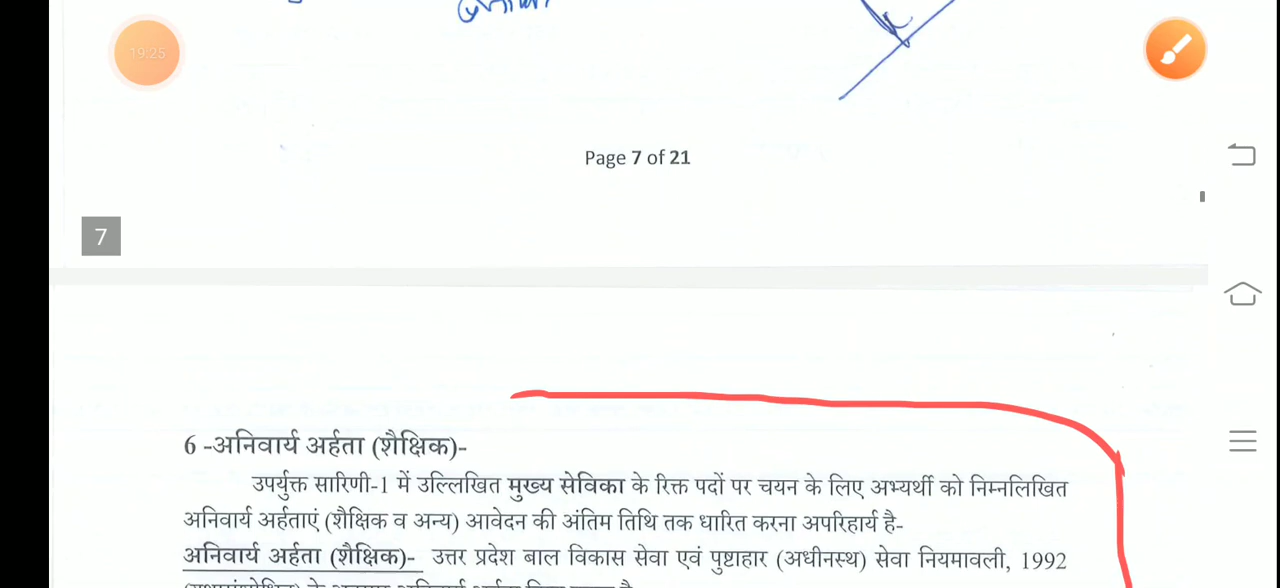 19:25
Page 7 of 21
7
6 -अनिवार्य अर्हता (शैक्षिक)-
उपर्युक्त सारिणी-1 में उल्लिखित मुख्य सेविका के रिक्त पदों पर चयन के लिए अभ्यर्थी को निम्नलिखित
अनिवार्य अर्हताएं (शैक्षिक व अन्य) आवेदन की अंतिम तिथि तक धारित करना अपरिहार्य है-
अनिवार्य अर्हता (शैक्षिक)- उत्तर प्रदेश बाल विकास सेवा एवं पुष्टाहार (अधीनस्थ) सेवा नियमावली, 1992